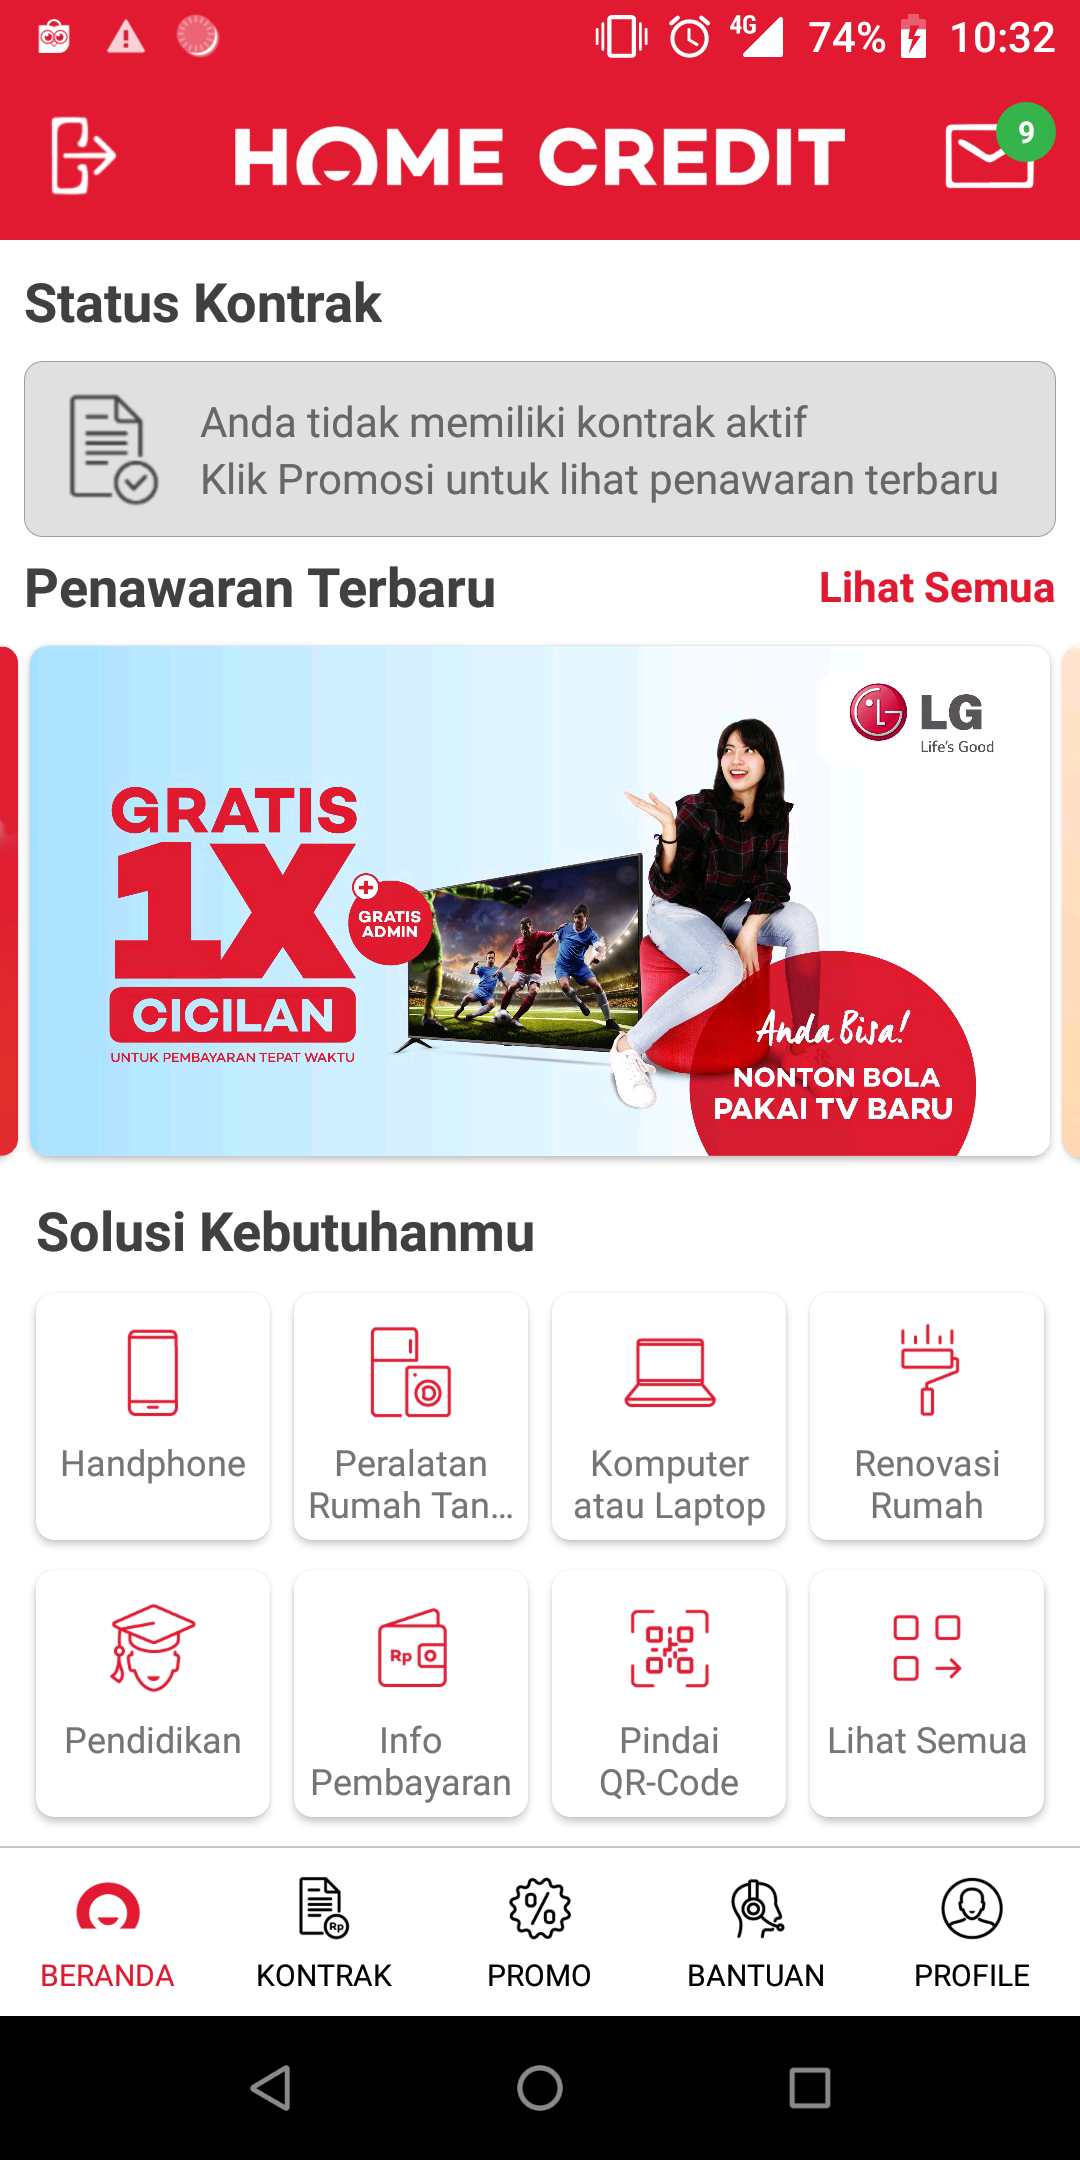 4G 74% 10:32
HOME CREDIT
9
Status Kontrak
Anda tidak memiliki kontrak aktif
Klik Promosi untuk lihat penawaran terbaru
Penawaran Terbaru
Lihat Semua
LG
Life's Good
GRATIS
1X
CICILAN
UNTUK PEMBAYARAN TEPAT WAKTU
+
GRATIS
ADMIN
Anda Bisa!
NONTON BOLA
PAKAI TV BARU
Solusi Kebutuhanmu
Handphone
Peralatan
Rumah Tan...
Komputer
atau Laptop
Renovasi
Rumah
Pendidikan
Rp
Info
Pembayaran
Pindai
QR-Code
Lihat Semua
BERANDA
Rp
KONTRAK
%
PROMO
BANTUAN
PROFILE